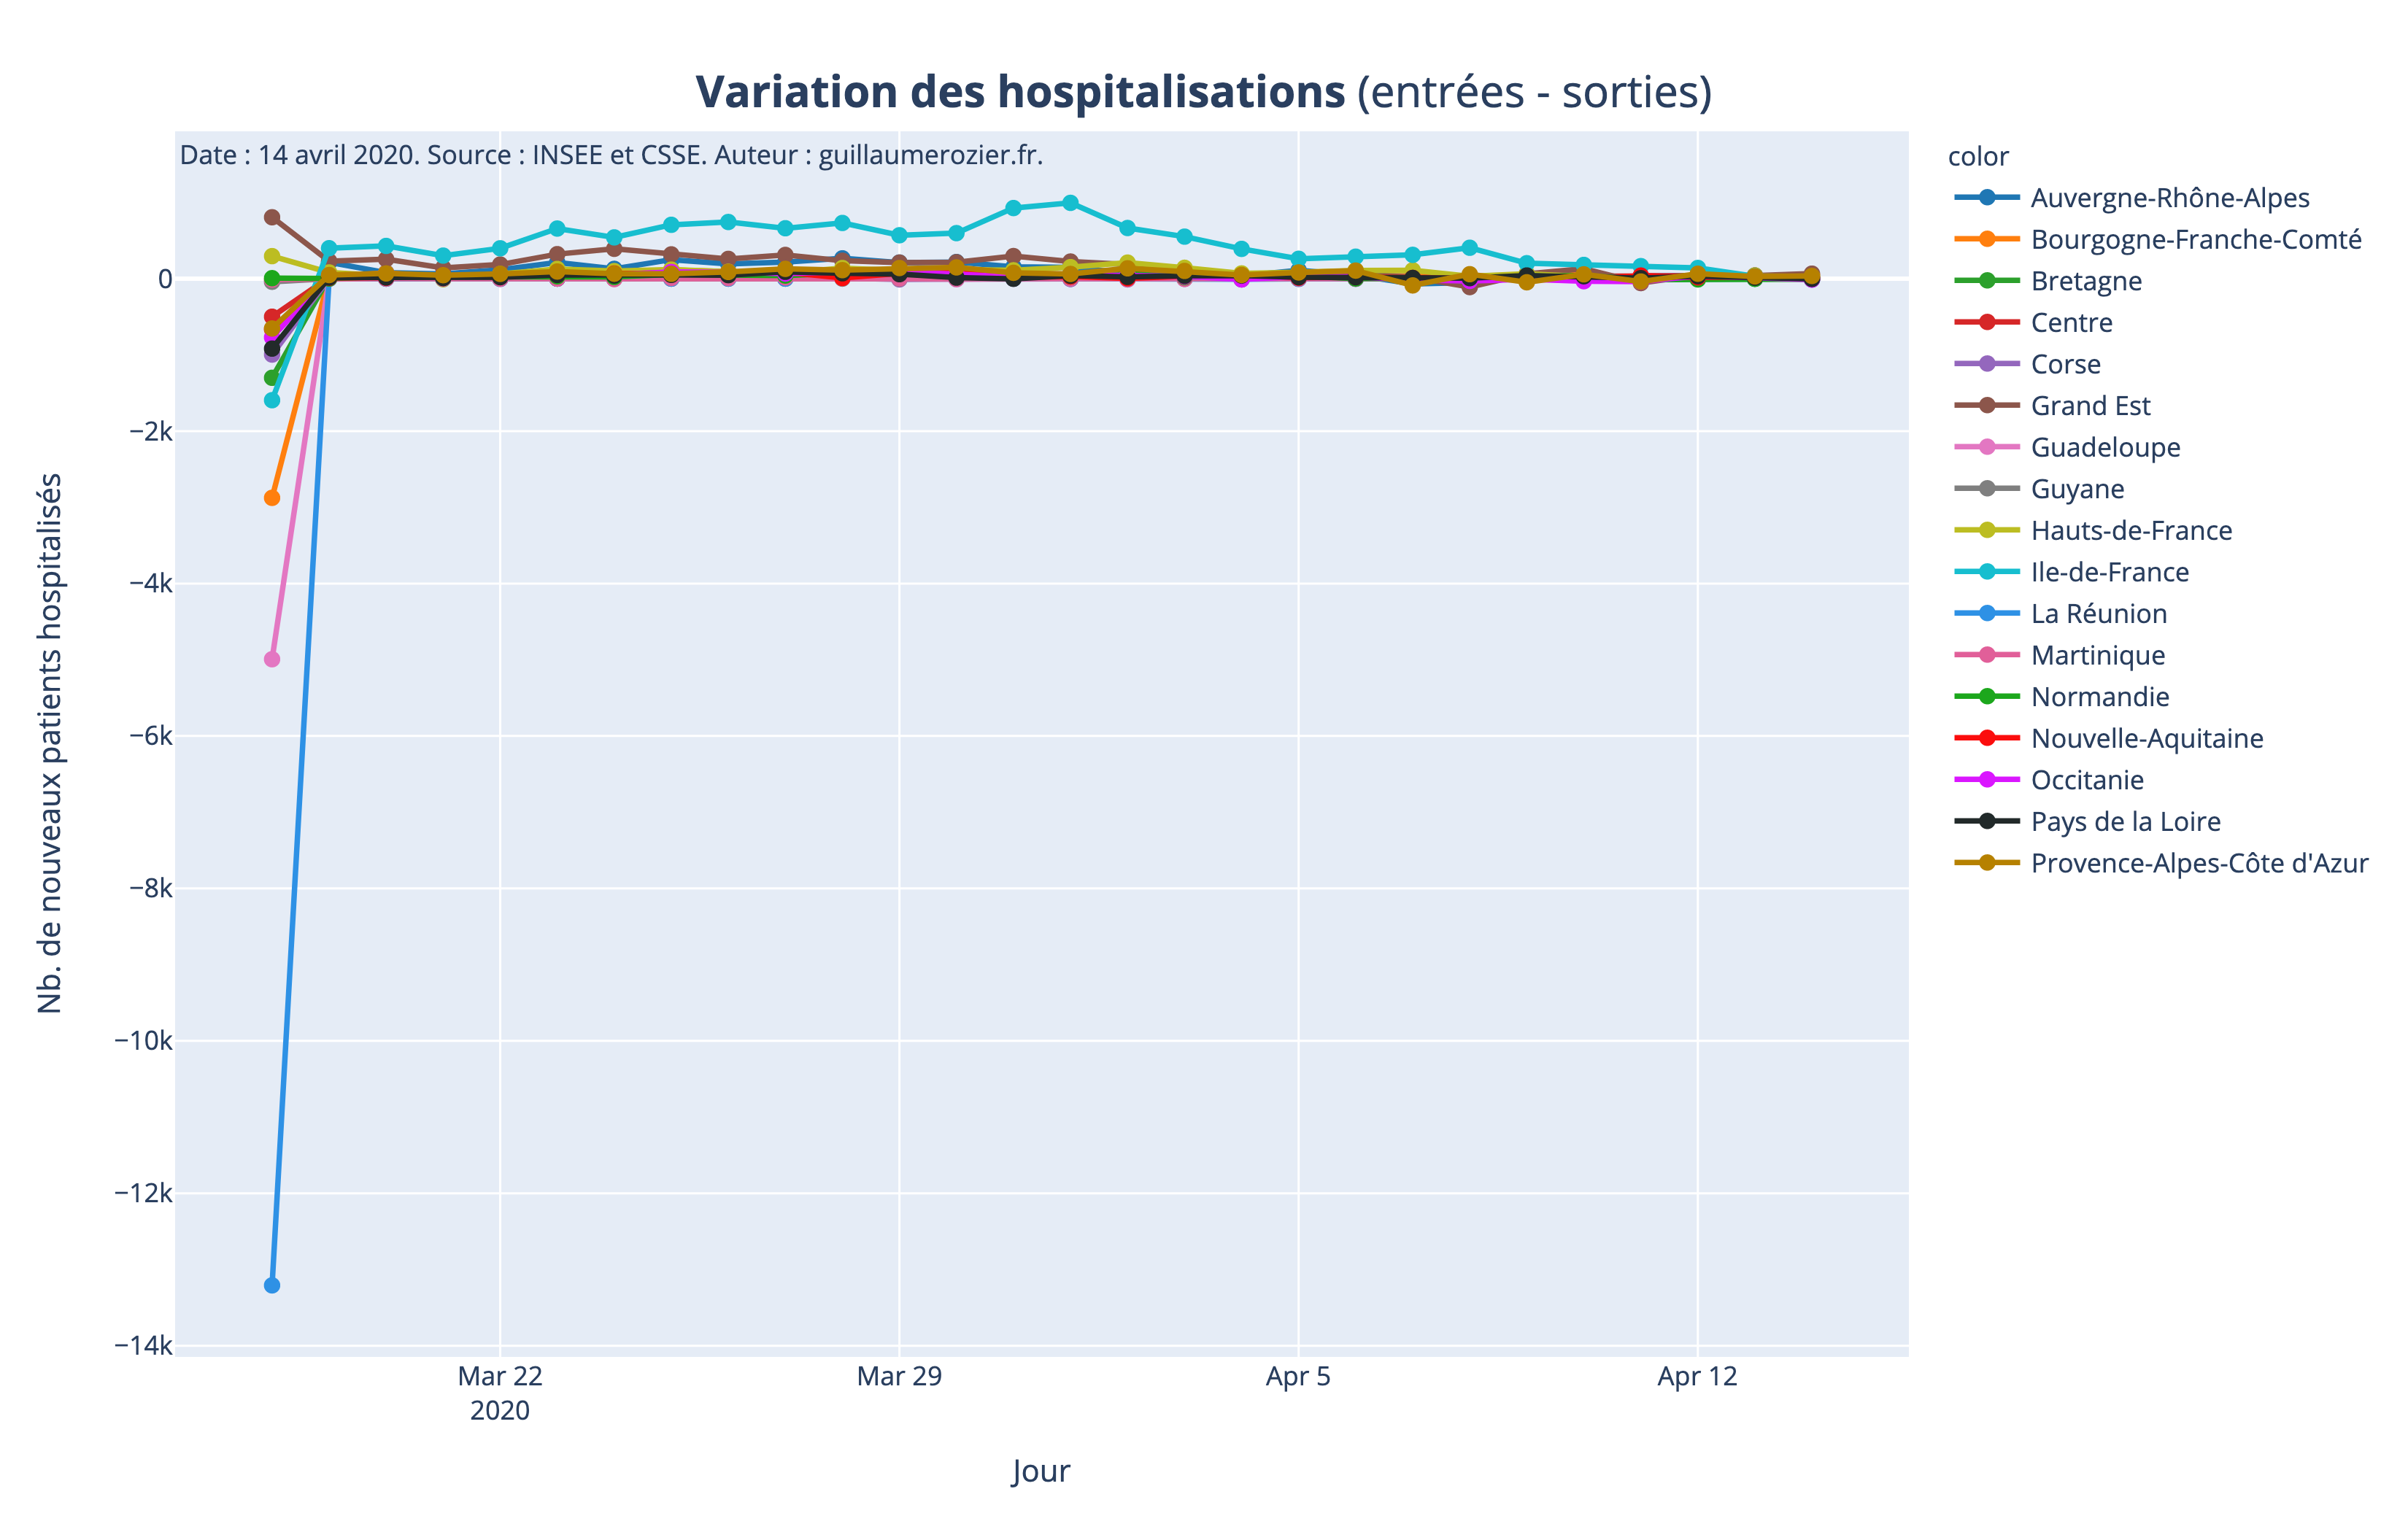 Variation des hospitalisations (entrées - sorties)
Date : 14 avril 2020. Source : INSEE et CSSE. Auteur : guillaumerozier.fr.
color
Auvergne-Rhône-Alpes
Bourgogne-Franche-Comté
Bretagne
Centre
Corse
Grand Est
Guadeloupe
Guyane
Hauts-de-France
Ile-de-France
La Réunion
Martinique
Normandie
Nouvelle-Aquitaine
Occitanie
Pays de la Loire
Provence-Alpes-Côte d'Azur
Nb. de nouveaux patients hospitalisés
0
−2k
−4k
−6k
−8k
−10k
−12k
−14k
Mar 22
2020
Mar 29
Apr 5
Apr 12
Jour